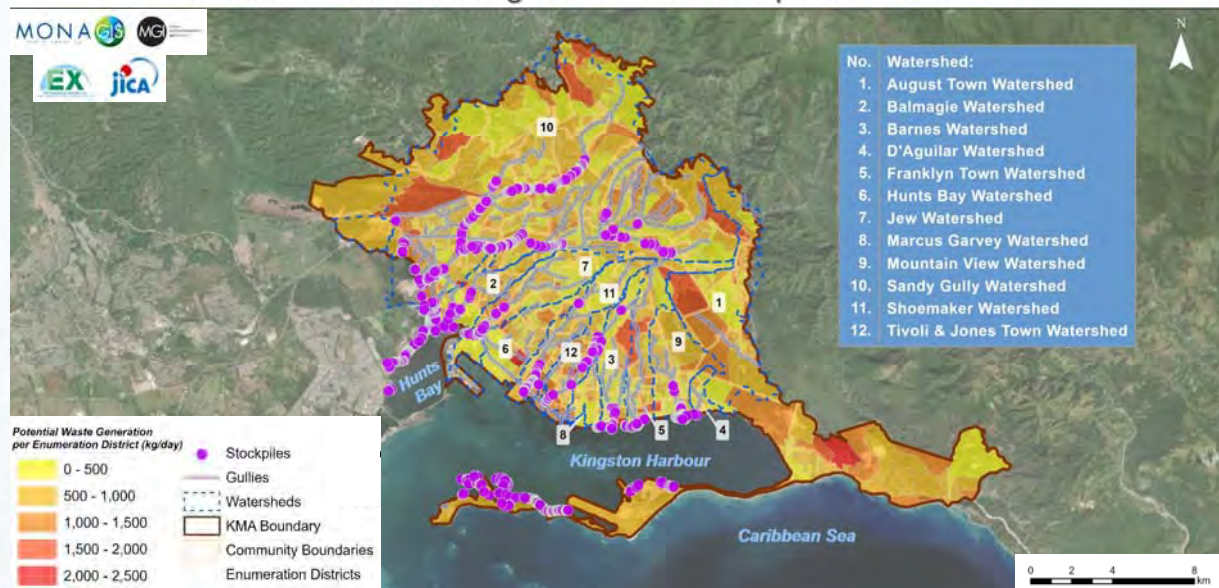 MONA GIS
MGI
EX
jica
N
No. Watershed:
1. August Town Watershed
2. Balmagie Watershed
3. Barnes Watershed
4. D'Aguilar Watershed
5. Franklyn Town Watershed
6. Hunts Bay Watershed
7. Jew Watershed
8. Marcus Garvey Watershed
9. Mountain View Watershed
10. Sandy Gully Watershed
11. Shoemaker Watershed
12. Tivoli & Jones Town Watershed
10
7
2
11
1
6
12
3
9
Hunts
Bay
8
5
4
Kingston Harbour
Caribbean Sea
Potential Waste Generation
per Enumeration District (kg/day)
0 - 500
500 - 1,000
1,000 - 1,500
1,500 - 2,000
2,000 - 2,500
Stockpiles
Gullies
Watersheds
KMA Boundary
Community Boundaries
Enumeration Districts
0 2 4 8
km